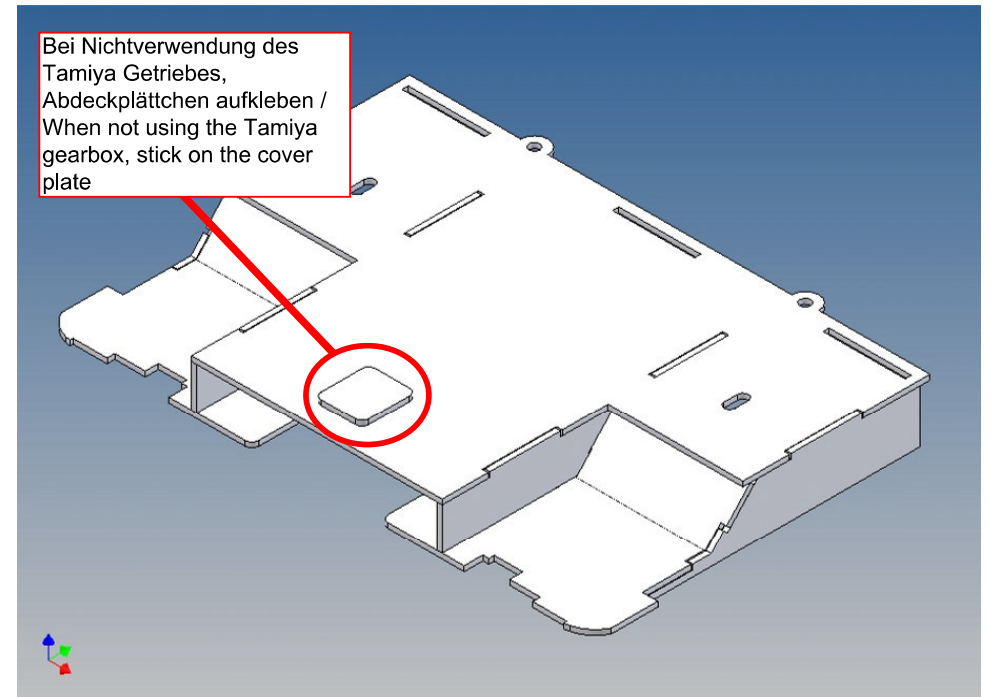 Bei Nichtverwendung des
Tamiya Getriebes,
Abdeckplättchen aufkleben /
When not using the Tamiya
gearbox, stick on the cover
plate